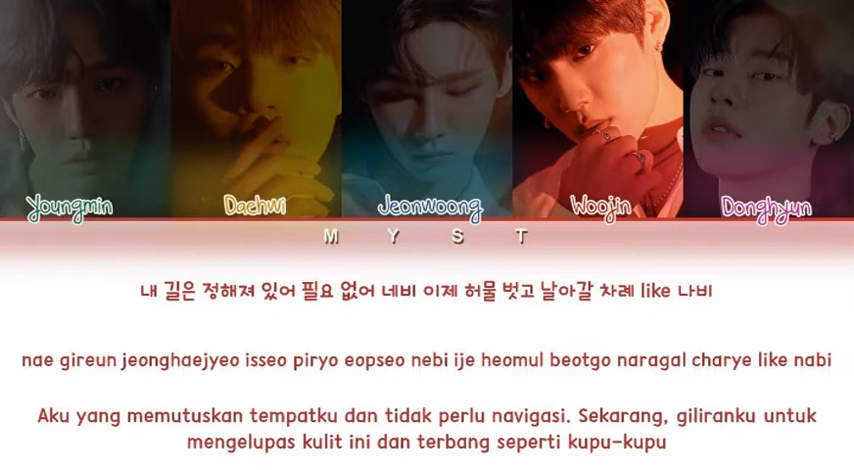 Youngmin Daehwi Jeonwoong Woojin Donghyun
M Y S T
내 길은 정해져 있어 필요 없어 네비 이제 허물 벗고 날아갈 차례 like 나비
nae gireun jeonghaejyeo isseo piryo eopseo nebi ije heomul beotgo naragal charye like nabi
Aku yang memutuskan tempatku dan tidak perlu navigasi. Sekarang, giliranku untuk
mengelupas kulit ini dan terbang seperti kupu-kupu